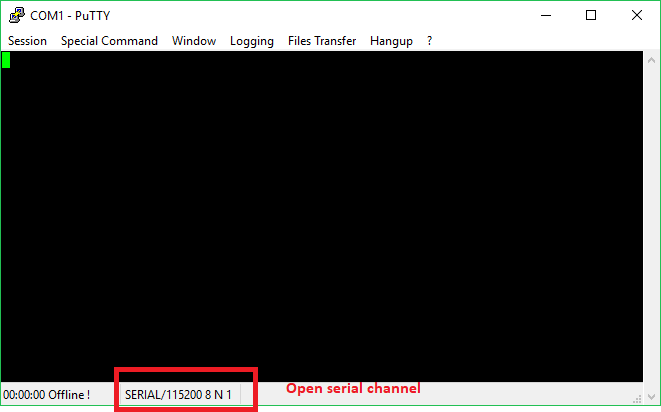 COM1 - PuTTY
Session Special Command Window Logging Files Transfer Hangup ?
00:00:00 Offline ! SERIAL/115200 8 N 1 Open serial channel